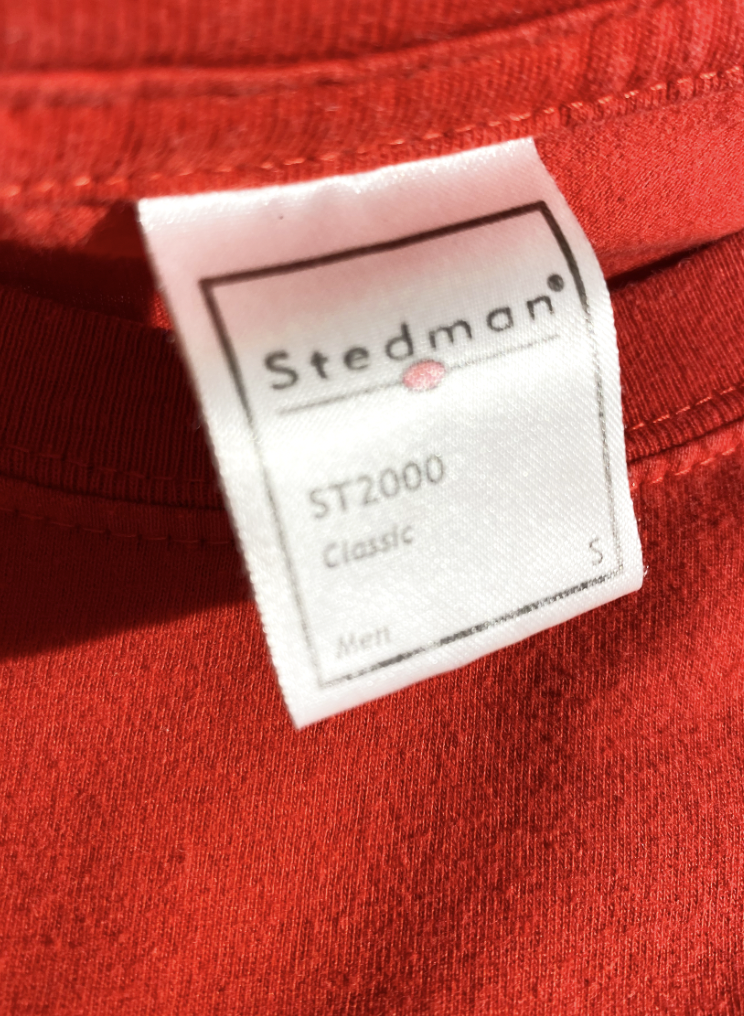 Stedman®
ST2000
Classic
S
Men